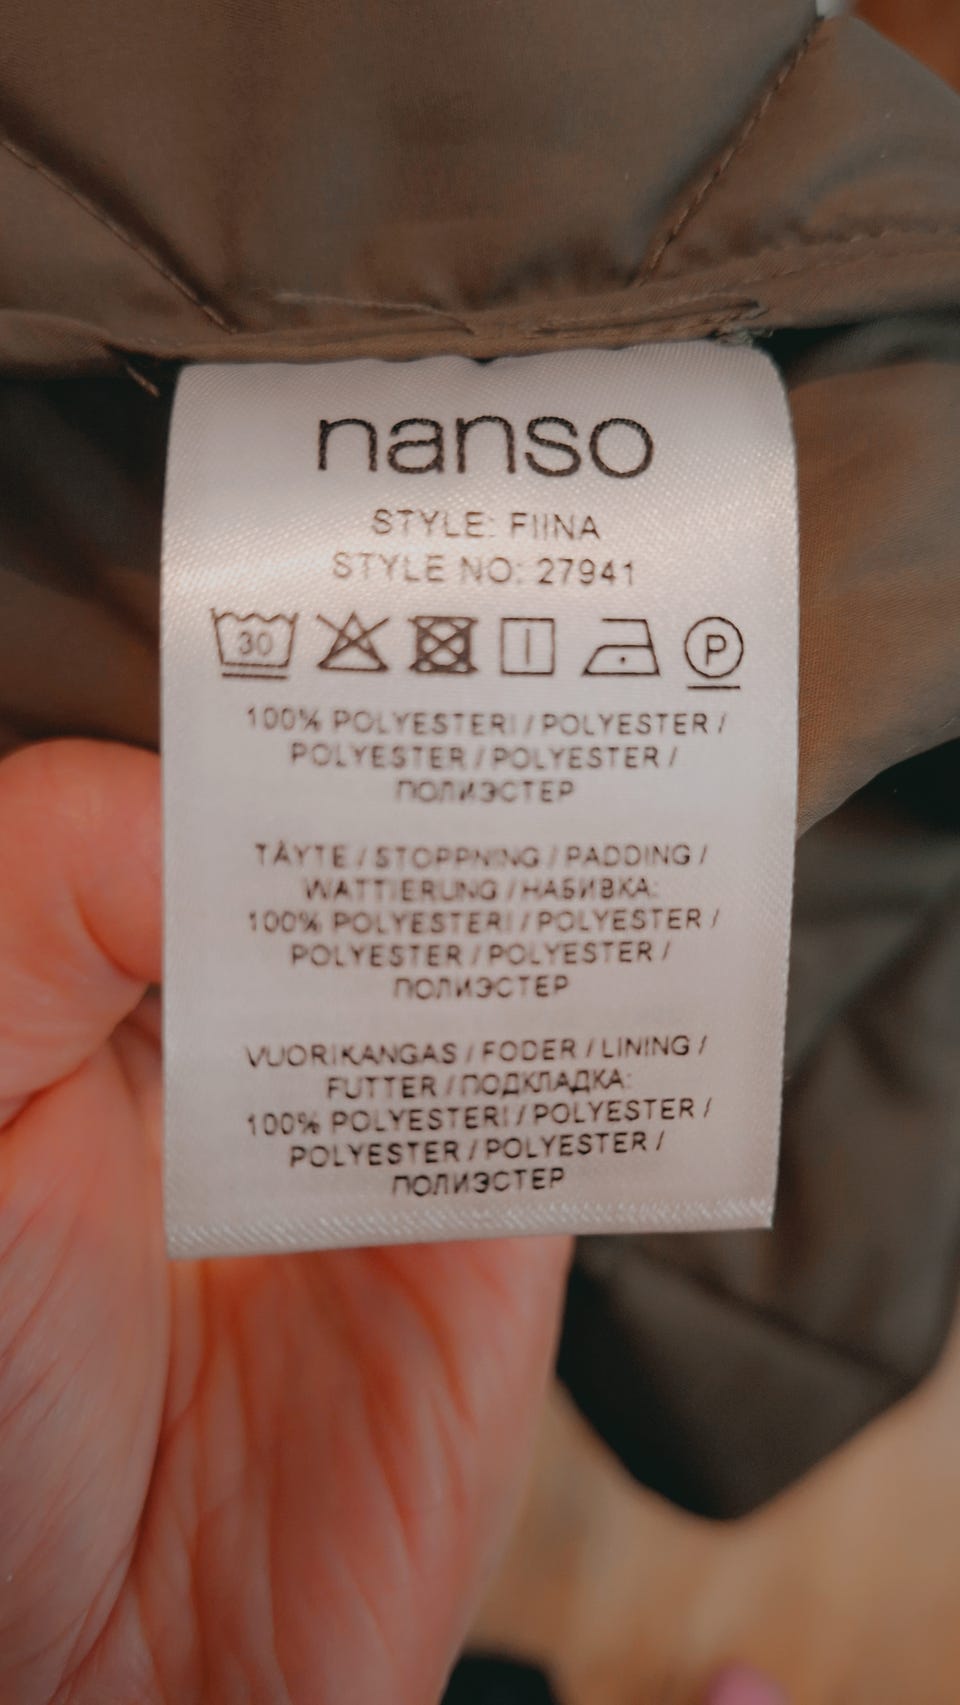 nanso
STYLE: FIINA
STYLE NO: 27941
30 P
100% POLYESTERI / POLYESTER /
POLYESTER / POLYESTER /
ПОЛИЭСТЕР
TÄYTE / STOPPNING / PADDING /
WATTIERUNG / НАБИВКА:
100% POLYESTERI / POLYESTER /
POLYESTER / POLYESTER /
ПОЛИЭСТЕР
VUORIKANGAS / FODER / LINING /
FUTTER / ПОДКЛАДКА:
100% POLYESTERI / POLYESTER /
POLYESTER / POLYESTER /
ПОЛИЭСТЕР